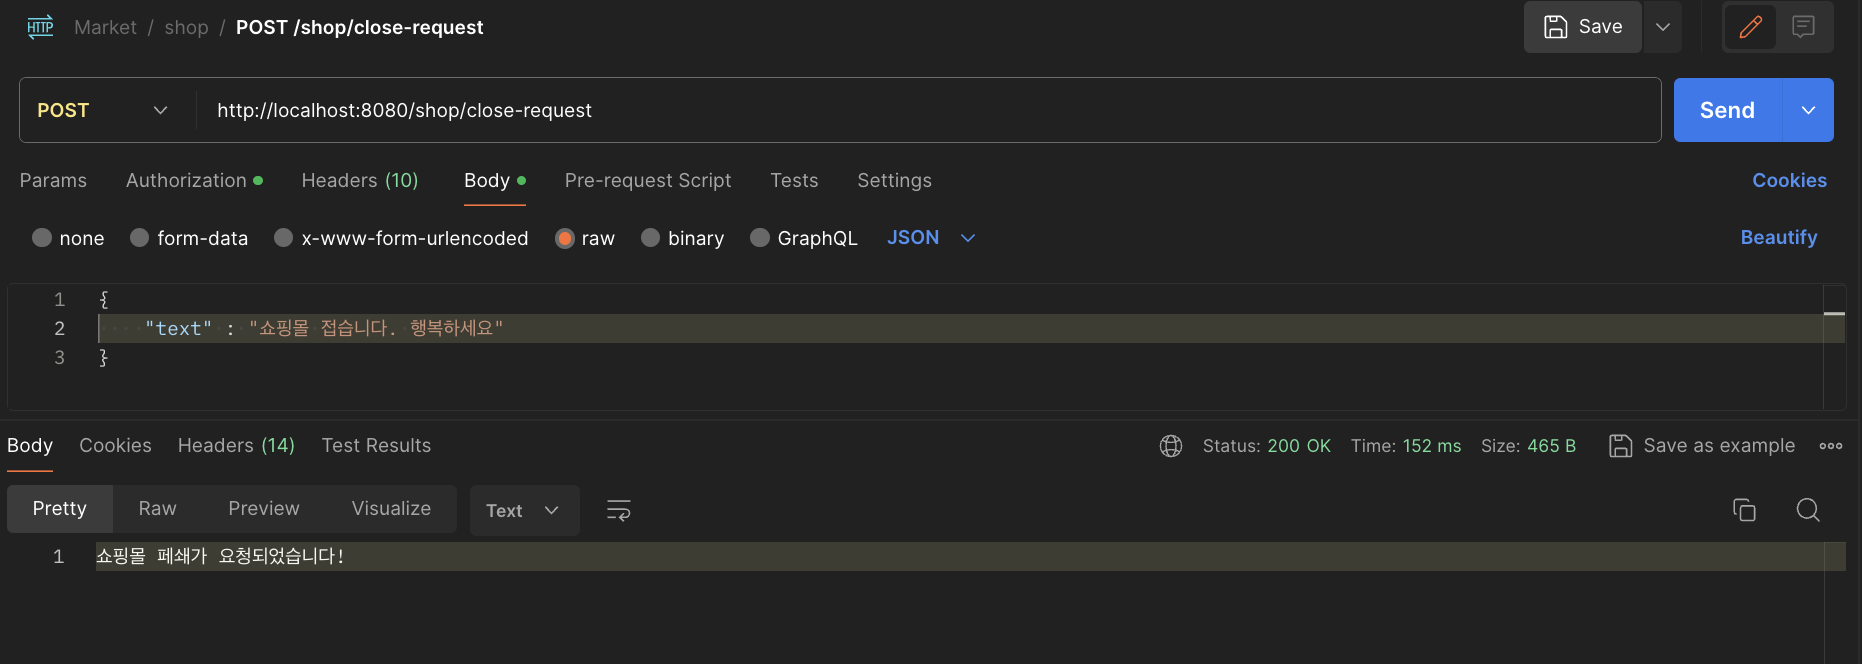 HTTP Market / shop / POST /shop/close-request Save
POST http://localhost:8080/shop/close-request Send
Params Authorization Headers (10) Body Pre-request Script Tests Settings Cookies
none form-data x-www-form-urlencoded raw binary GraphQL JSON Beautify
1 {
2 "text" : "쇼핑몰 접습니다. 행복하세요"
3 }
Body Cookies Headers (14) Test Results Status: 200 OK Time: 152 ms Size: 465 B Save as example
Pretty Raw Preview Visualize Text
1 쇼핑몰 폐쇄가 요청되었습니다!